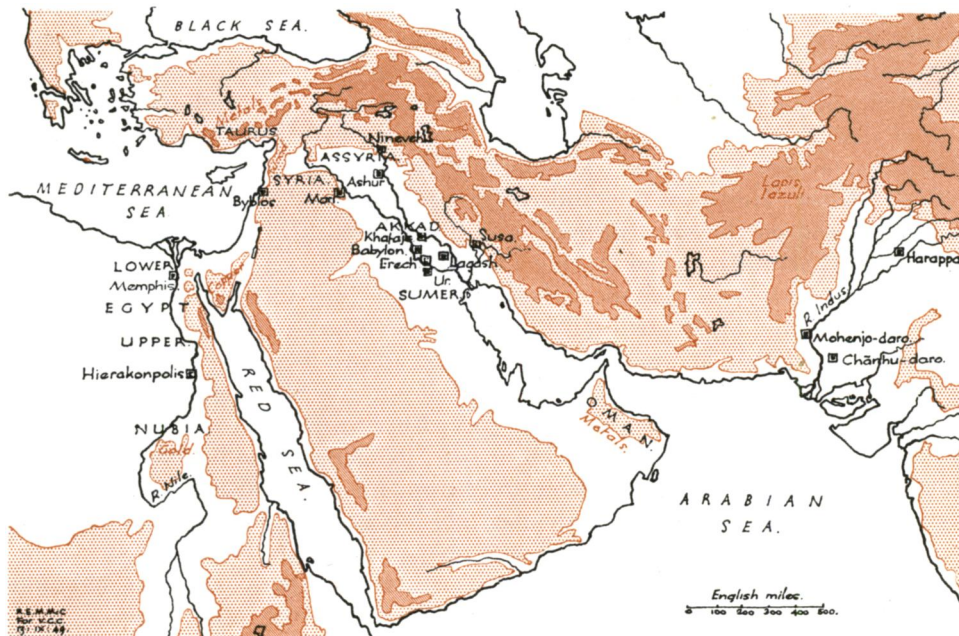 BLACK SEA.
Metals
TAURUS
Nineveh
ASSYRIA
SYRIA
Ashur
MEDITERRANEAN
SEA.
Byblos
Mari
Lapis
lazuli
AKKAD
Khafaje
Susa.
Babylon.
Harappa
Erech
Lagash
LOWER
Memphis.
Copper
Ur.
SUMER
EGYPT
R. Indus.
UPPER
Mohenjo-daro.
Chānhu-daro.
Hierakonpolis
RED SEA.
OMAN.
Metals.
NUBIA
Gold.
R. Nile.
ARABIAN
SEA.
English miles.
0 100 200 300 400 500.
For V.G.C.